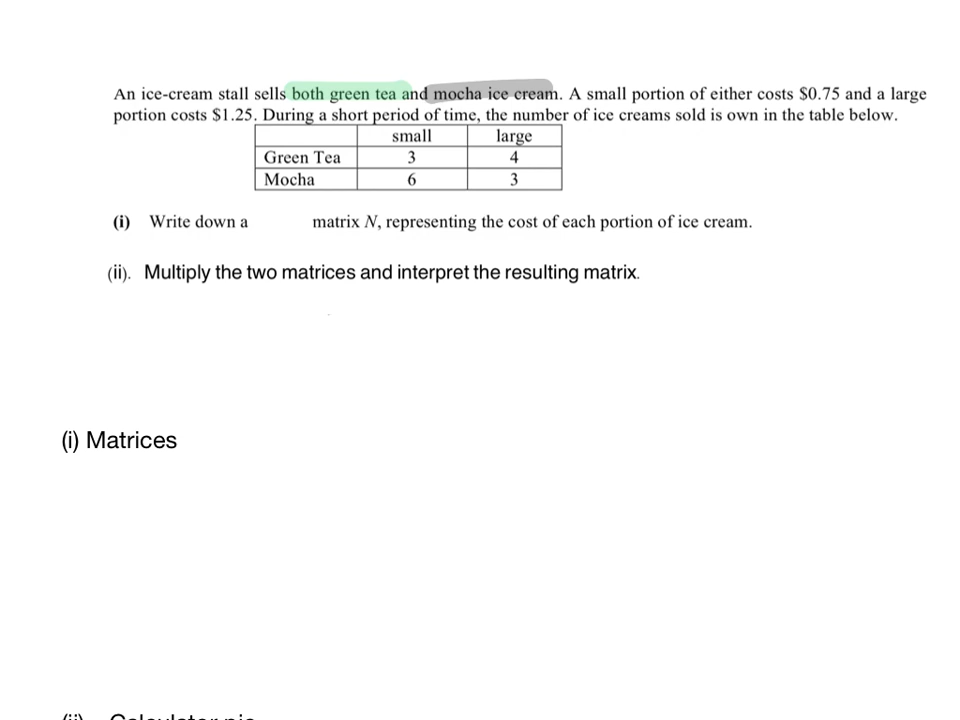 An ice-cream stall sells both green tea and mocha ice cream. A small portion of either costs $0.75 and a large
portion costs $1.25. During a short period of time, the number of ice creams sold is own in the table below.
small large
Green Tea 3 4
Mocha 6 3
(i) Write down a matrix N, representing the cost of each portion of ice cream.
(ii). Multiply the two matrices and interpret the resulting matrix.
(i) Matrices